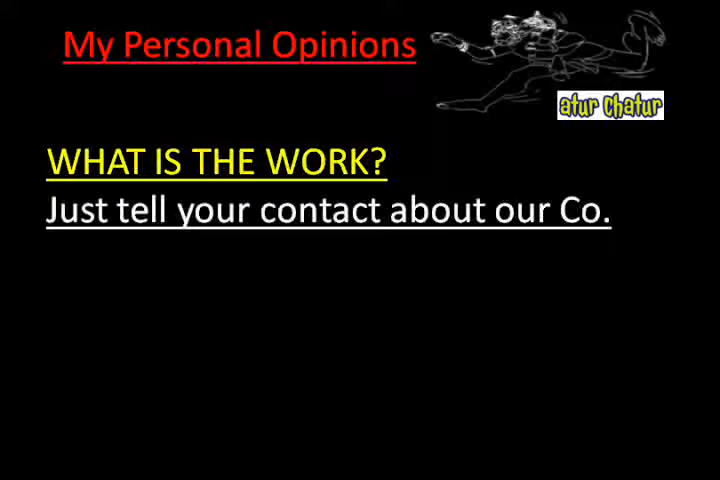 My Personal Opinions
atur chatur
WHAT IS THE WORK?
Just tell your contact about our Co.